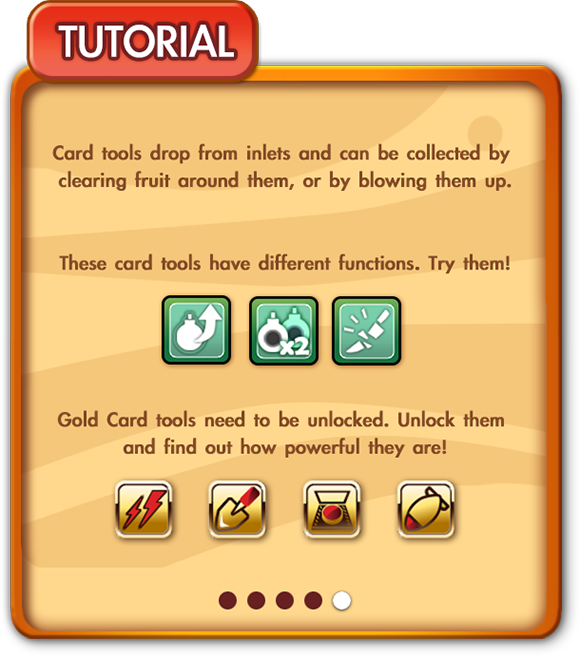 TUTORIAL
Card tools drop from inlets and can be collected by
clearing fruit around them, or by blowing them up.
These card tools have different functions. Try them!
x2
Gold Card tools need to be unlocked. Unlock them
and find out how powerful they are!